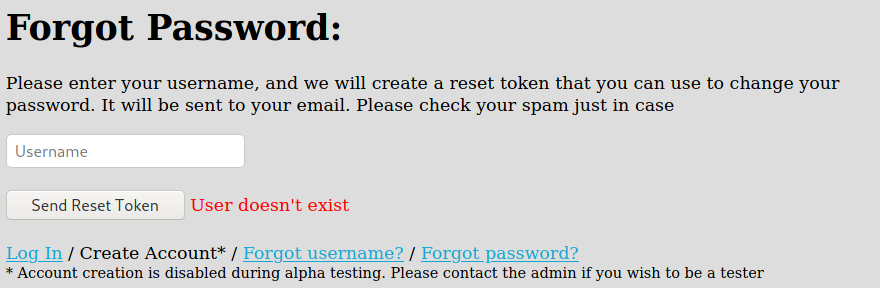 Forgot Password:
Please enter your username, and we will create a reset token that you can use to change your
password. It will be sent to your email. Please check your spam just in case
Username
Send Reset Token User doesn't exist
Log In / Create Account* / Forgot username? / Forgot password?
* Account creation is disabled during alpha testing. Please contact the admin if you wish to be a tester